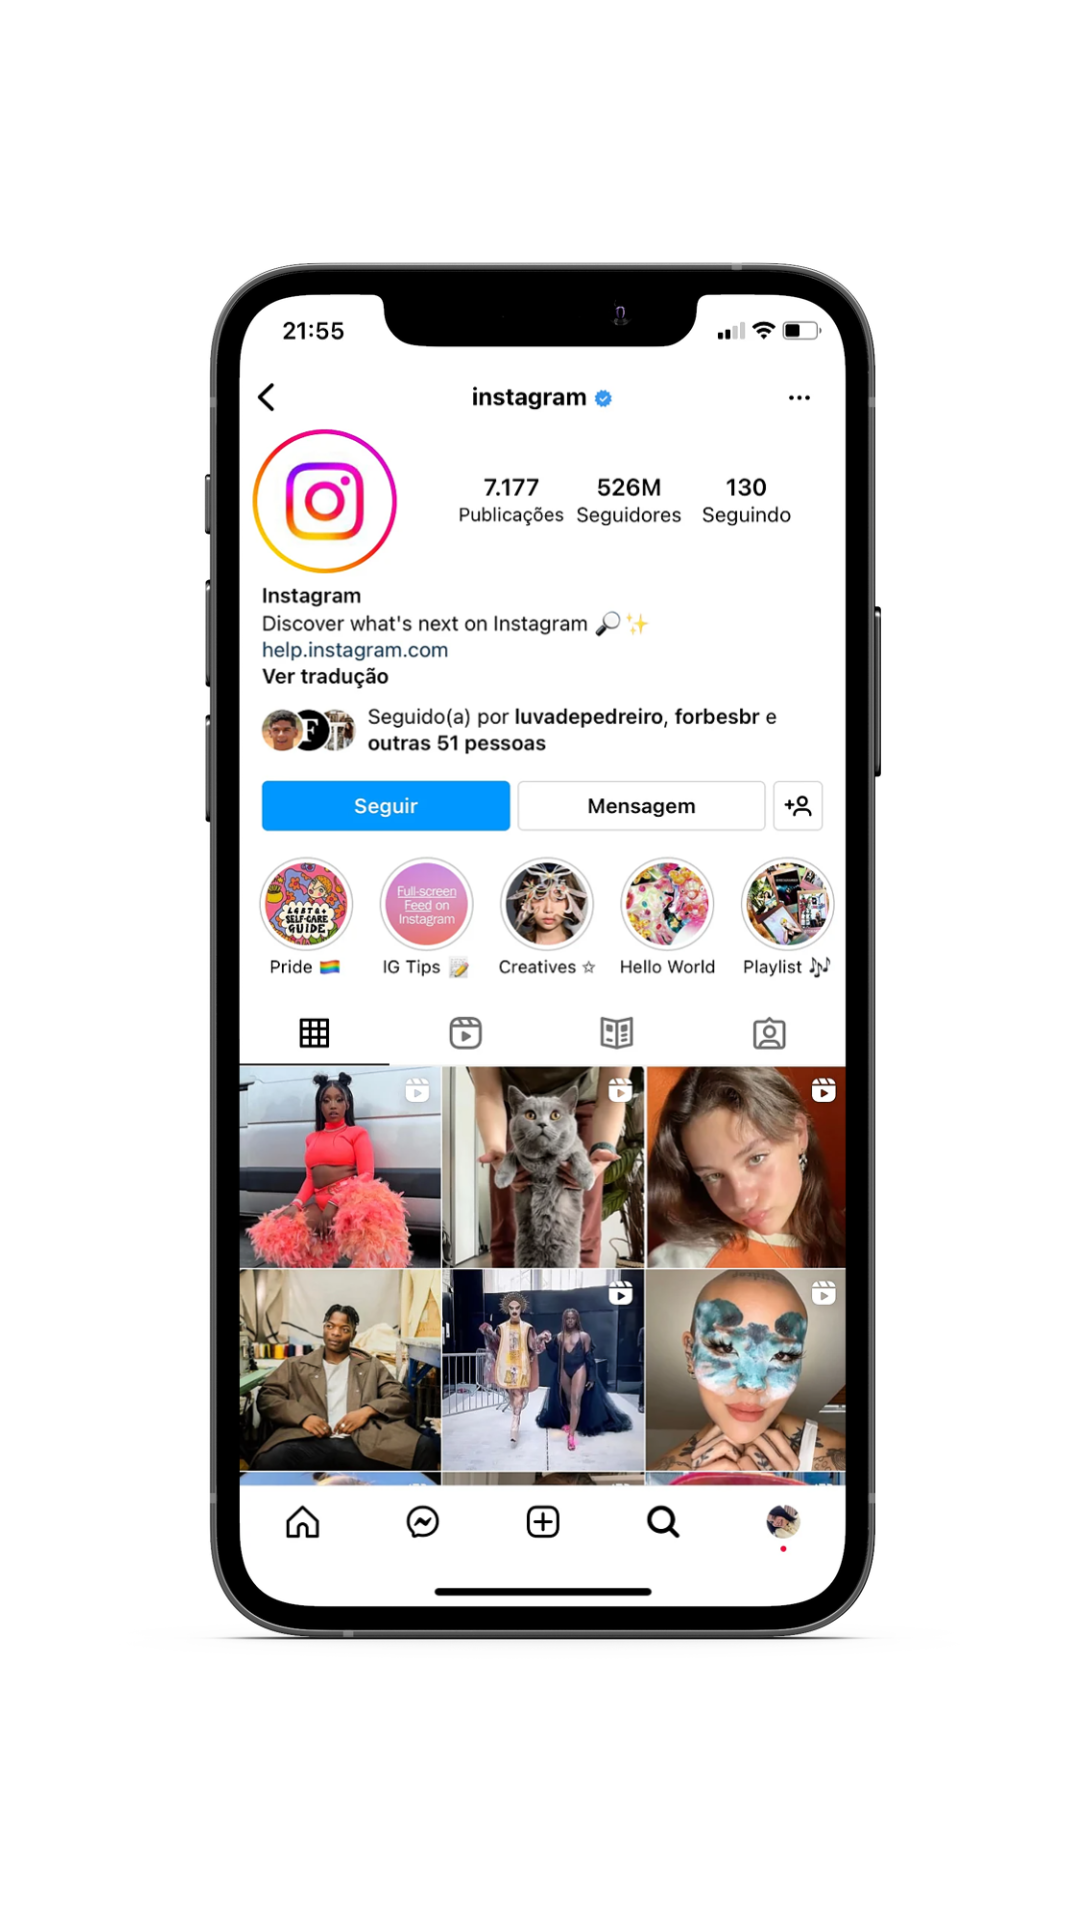 21:55
instagram
7.177 526M 130
Publicações Seguidores Seguindo
Instagram
Discover what's next on Instagram 🔎✨
help.instagram.com
Ver tradução
F
Seguido(a) por luvadepedreiro, forbesbr e
outras 51 pessoas
Seguir Mensagem
LGBTQ+
SELF-CARE
GUIDE
Full-screen
Feed on
Instagram
Pride 🏳️‍🌈 IG Tips 📝 Creatives ☆ Hello World Playlist 🎶